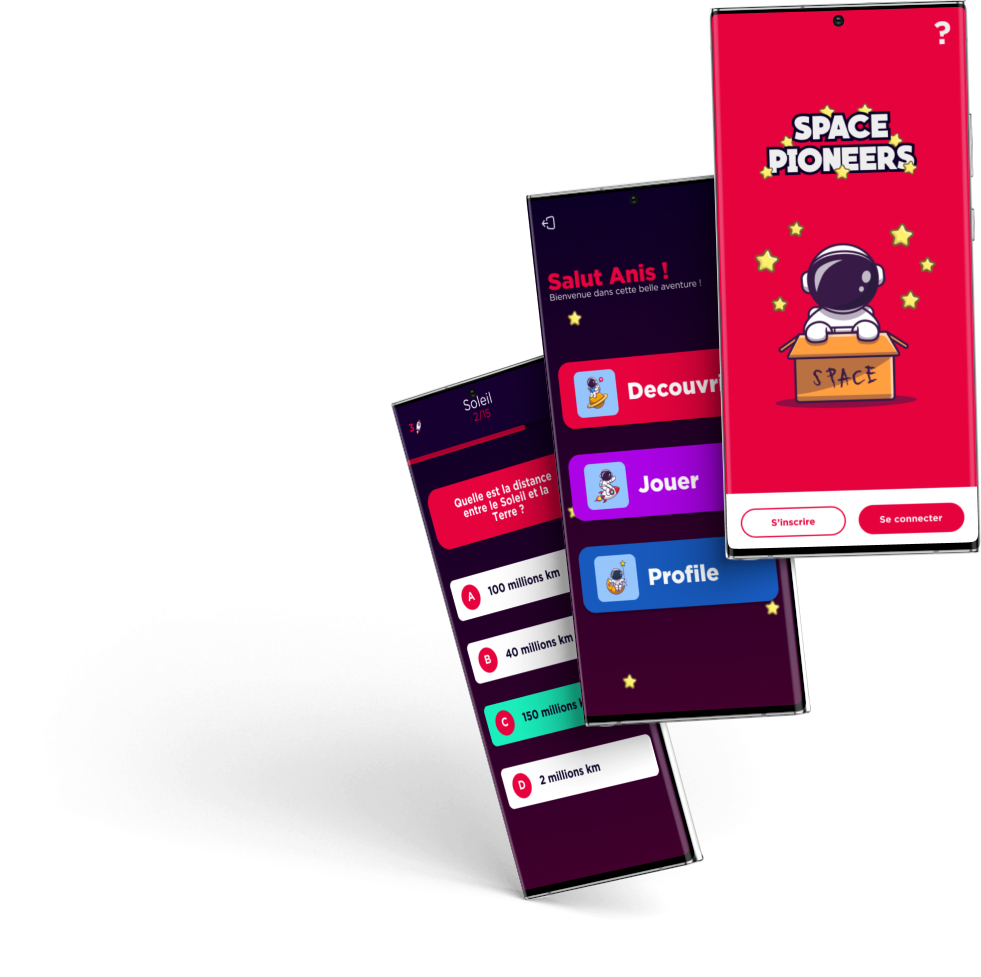 ?
SPACE
PIONEERS
SPACE
S'inscrire
Se connecter
Salut Anis !
Bienvenue dans cette belle aventure !
Decouvri
Jouer
Profile
Soleil
2/15
3
Quelle est la distance
entre le Soleil et la
Terre ?
A 100 millions km
B 40 millions km
C 150 millions
D 2 millions km